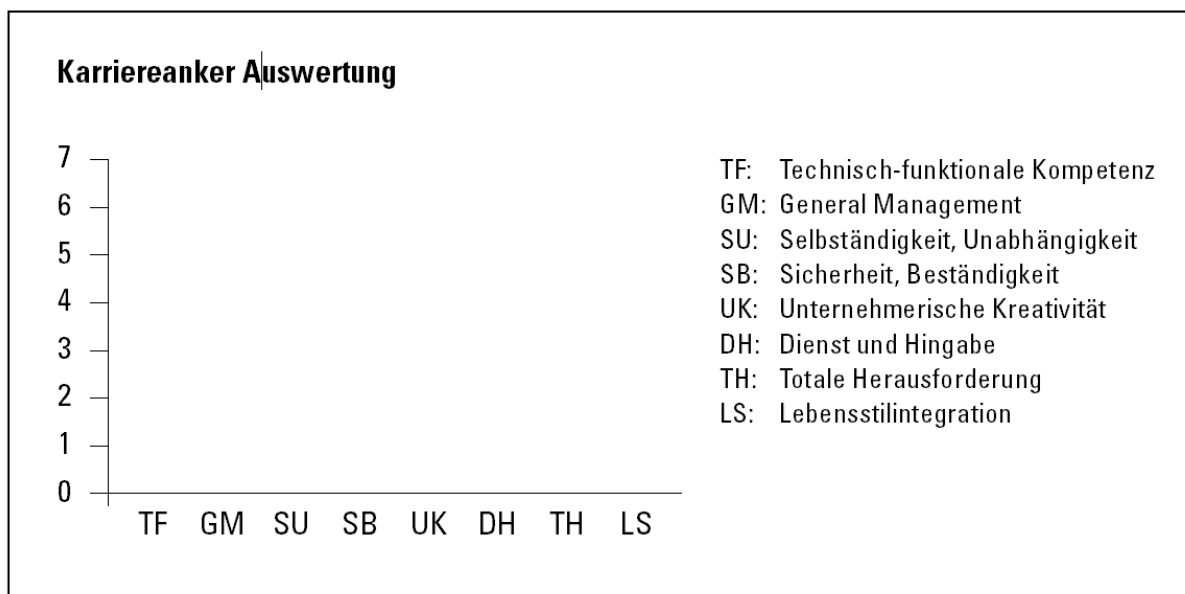 Karriereanker Auswertung
7
6
5
4
3
2
1
0
TF GM SU SB UK DH TH LS
TF: Technisch-funktionale Kompetenz
GM: General Management
SU: Selbständigkeit, Unabhängigkeit
SB: Sicherheit, Beständigkeit
UK: Unternehmerische Kreativität
DH: Dienst und Hingabe
TH: Totale Herausforderung
LS: Lebensstilintegration